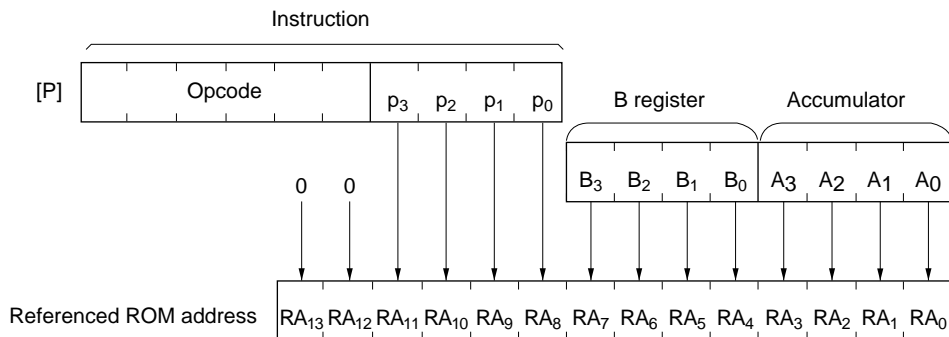 Instruction
[P] Opcode p₃ p₂ p₁ p₀
B register Accumulator
B₃ B₂ B₁ B₀ A₃ A₂ A₁ A₀
0 0
Referenced ROM address RA₁₃ RA₁₂ RA₁₁ RA₁₀ RA₉ RA₈ RA₇ RA₆ RA₅ RA₄ RA₃ RA₂ RA₁ RA₀